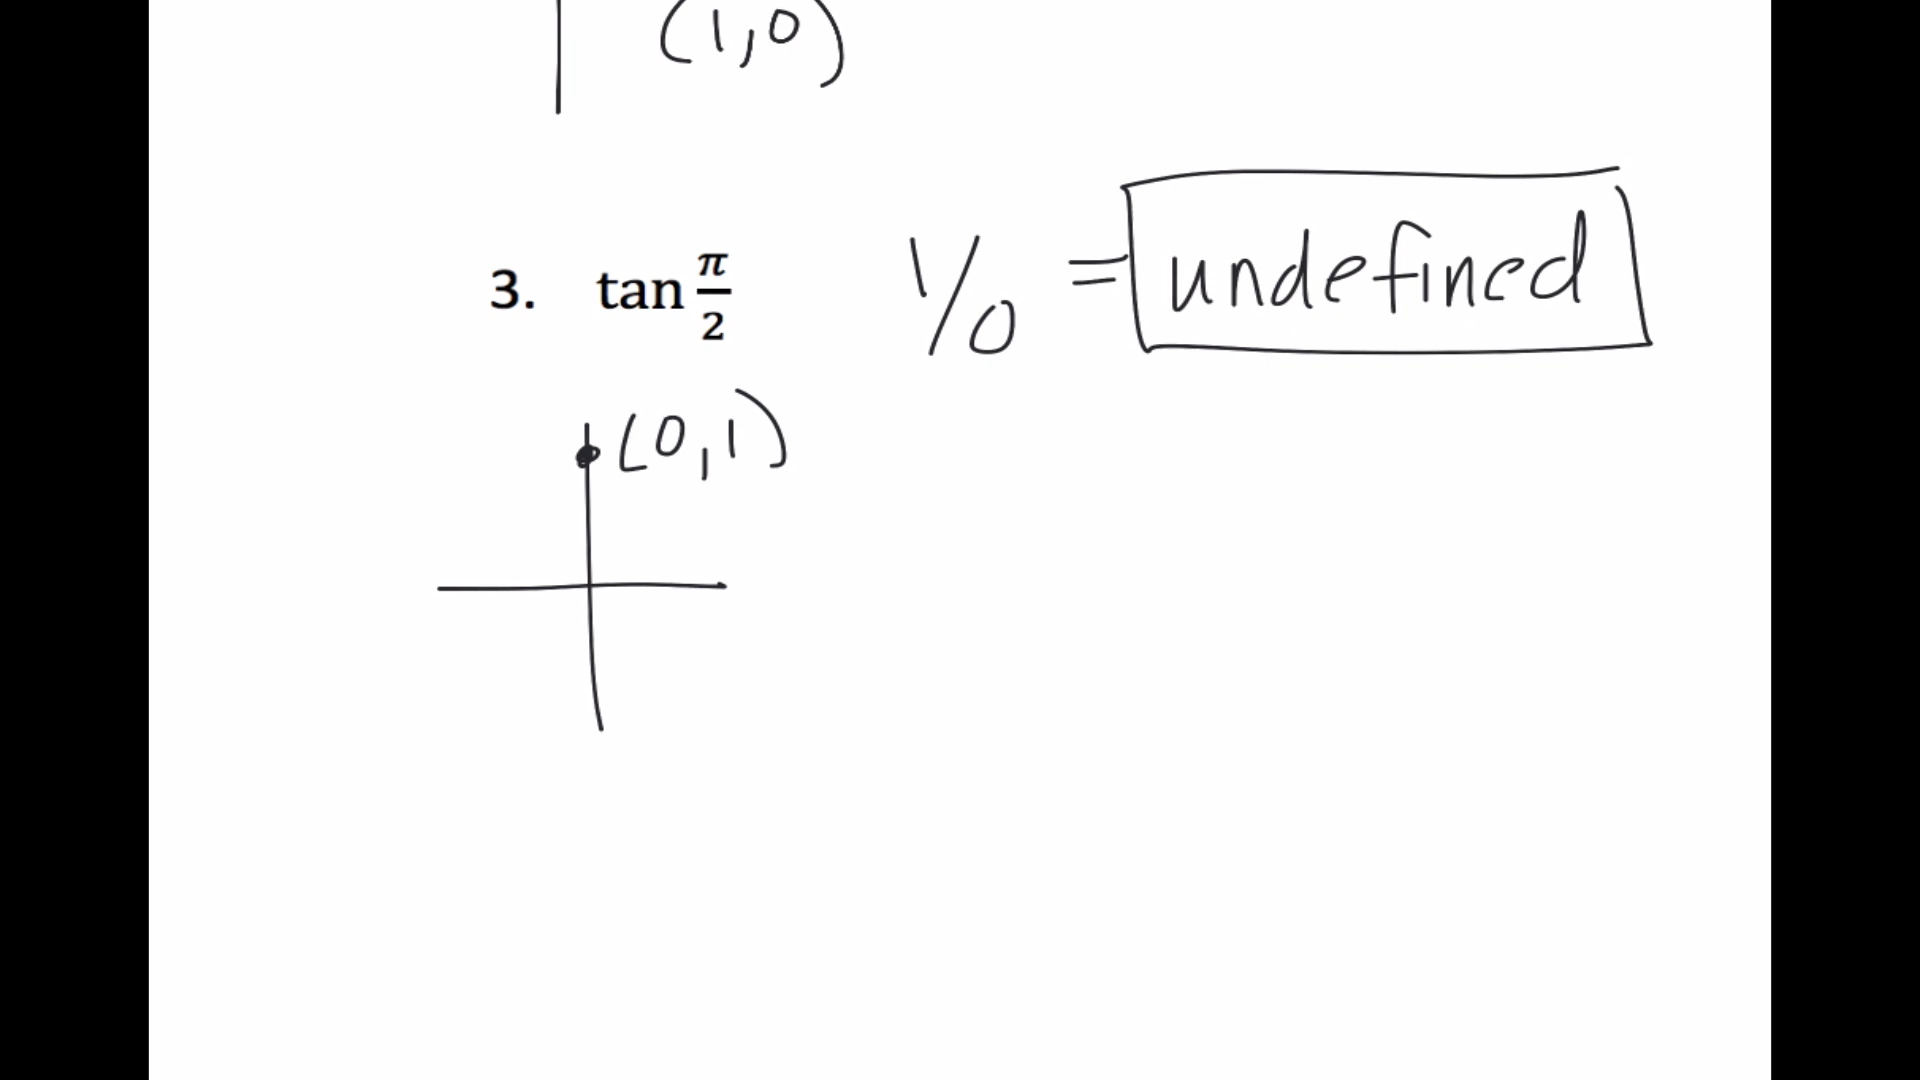 (1,0)
3. tan π/2 1/0 = undefined
(0,1)